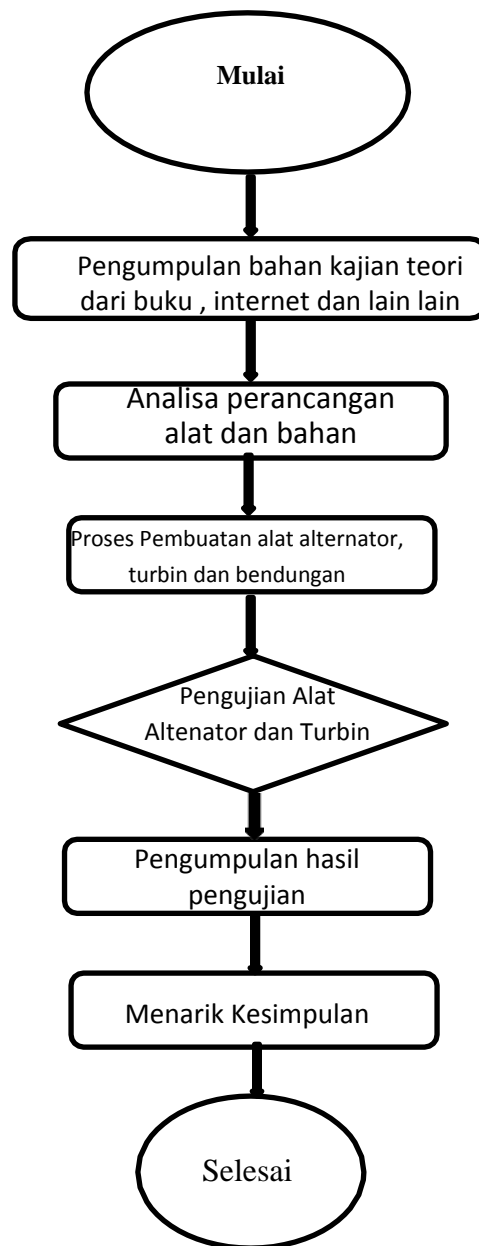 Mulai
Pengumpulan bahan kajian teori
dari buku , internet dan lain lain
Analisa perancangan
alat dan bahan
Proses Pembuatan alat alternator,
turbin dan bendungan
Pengujian Alat
Altenator dan Turbin
Pengumpulan hasil
pengujian
Menarik Kesimpulan
Selesai